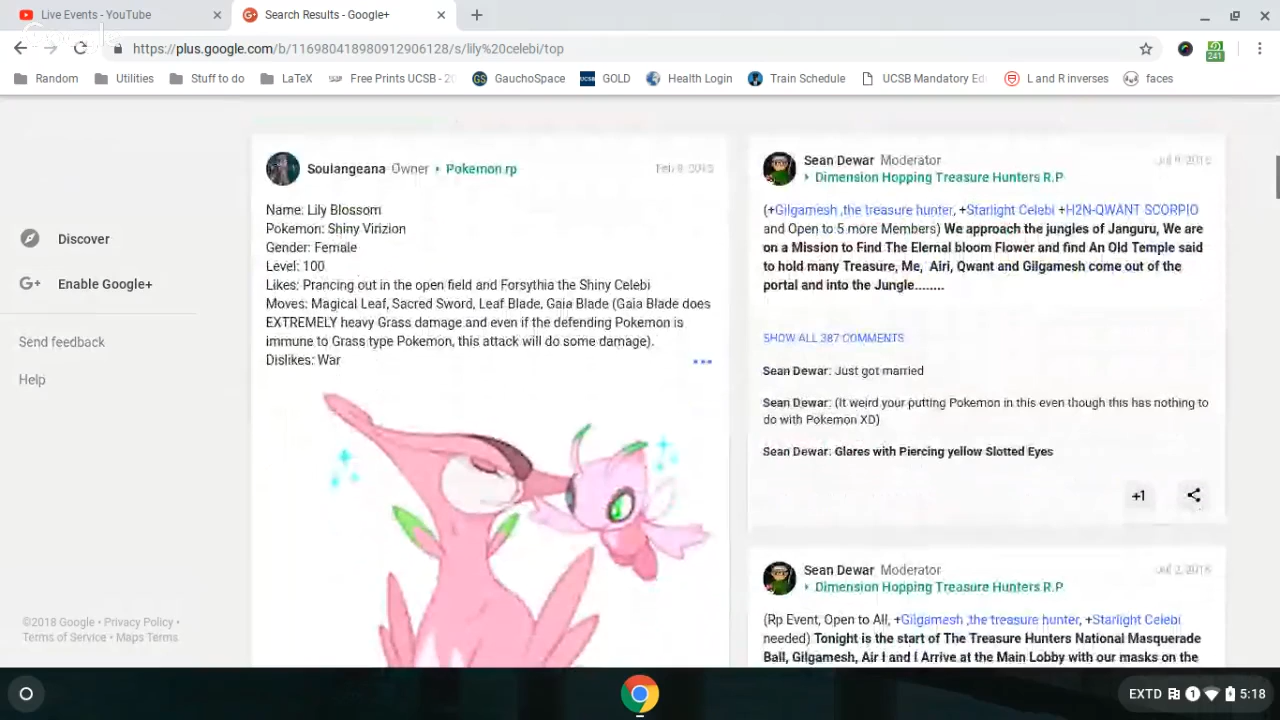 Live Events - YouTube
Search Results - Google+
https://plus.google.com/b/116980418980912906128/s/lily%20celebi/top
241
Random
Utilities
Stuff to do
LaTeX
Free Prints UCSB - 20
GauchoSpace
GOLD
Health Login
Train Schedule
UCSB Mandatory Ed
L and R inverses
faces
Discover
Enable Google+
Send feedback
Help
©2018 Google • Privacy Policy •
Terms of Service • Maps Terms
Soulangeana Owner ▸ Pokemon rp
Name: Lily Blossom
Pokemon: Shiny Virizion
Gender: Female
Level: 100
Likes: Prancing out in the open field and Forsythia the Shiny Celebi
Moves: Magical Leaf, Sacred Sword, Leaf Blade, Gaia Blade (Gaia Blade does
EXTREMELY heavy Grass damage and even if the defending Pokemon is
immune to Grass type Pokemon, this attack will do some damage).
Dislikes: War
Sean Dewar Moderator
▸ Dimension Hopping Treasure Hunters R.P
Jul 9, 2016
(+Gilgamesh ,the treasure hunter, +Starlight Celebi +H2N-QWANT SCORPIO
and Open to 5 more Members) We approach the jungles of Janguru, We are
on a Mission to Find The Elernal bloom Flower and find An Old Temple said
to hold many Treasure, Me, Airi, Qwant and Gilgamesh come out of the
portal and into the Jungle........
SHOW ALL 387 COMMENTS
Sean Dewar: Just got married
Sean Dewar: (It weird your putting Pokemon in this even though this has nothing to
do with Pokemon XD)
Sean Dewar: Glares with Piercing yellow Slotted Eyes
+1
Sean Dewar Moderator
▸ Dimension Hopping Treasure Hunters R.P
Jul 2, 2016
(Rp Event, Open to All, +Gilgamesh ,the treasure hunter, +Starlight Celebi
needed) Tonight is the start of The Treasure Hunters National Masquerade
Ball, Gilgamesh, Air I and I Arrive at the Main Lobby with our masks on the
EXTD
1
5:18